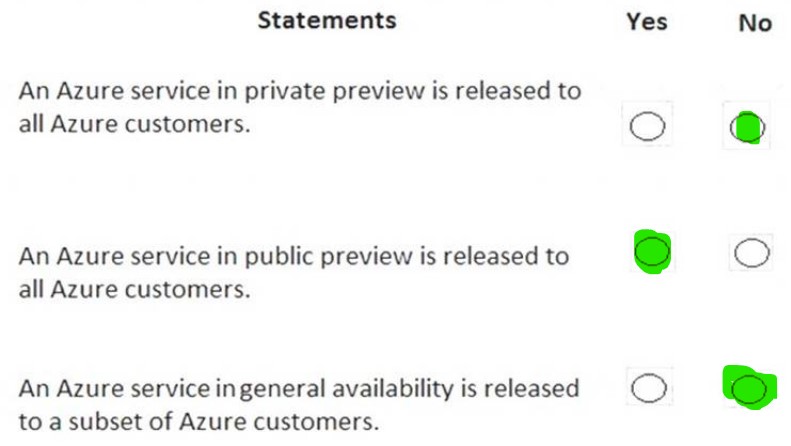 Statements Yes No
An Azure service in private preview is released to
all Azure customers.
An Azure service in public preview is released to
all Azure customers.
An Azure service in general availability is released
to a subset of Azure customers.